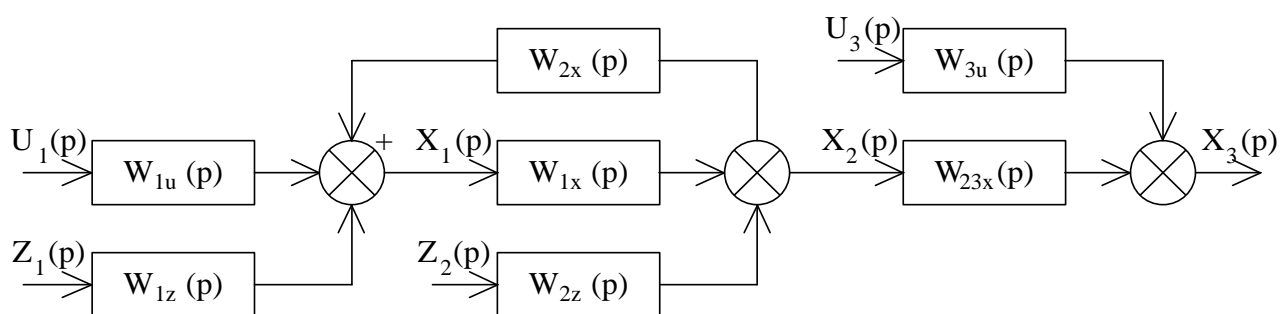 U₃(p)
W₂ₓ (p)
W₃ᵤ (p)
U₁(p)
+
X₁(p)
X₂(p)
X₃(p)
W₁ᵤ (p)
W₁ₓ (p)
W₂₃ₓ(p)
Z₁(p)
Z₂(p)
W₁z (p)
W₂z (p)